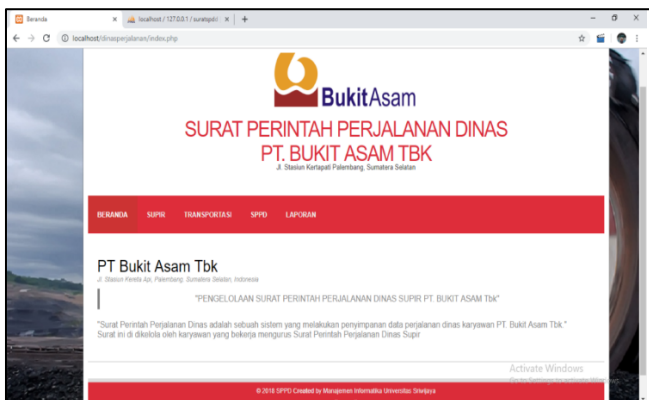 Beranda
localhost / 127.0.0.1 / suratspd
localhost/dinasperjalanan/index.php
BukitAsam
SURAT PERINTAH PERJALANAN DINAS
PT. BUKIT ASAM TBK
Jl. Stasiun Kertapati Palembang, Sumatera Selatan
BERANDA SUPIR TRANSPORTASI SPPD LAPORAN
PT Bukit Asam Tbk
Jl. Stasiun Kereta Api, Palembang, Sumatera Selatan, Indonesia
"PENGELOLAAN SURAT PERINTAH PERJALANAN DINAS SUPIR PT. BUKIT ASAM Tbk"
"Surat Perintah Perjalanan Dinas adalah sebuah sistem yang melakukan penyimpanan data perjalanan dinas karyawan PT. Bukit Asam Tbk."
Surat ini di dikelola oleh karyawan yang bekerja mengurus Surat Perintah Perjalanan Dinas Supir
Activate Windows
Go to Settings to activate
© 2018 SPPD Created by Manajemen Informatika Universitas Sriwijaya